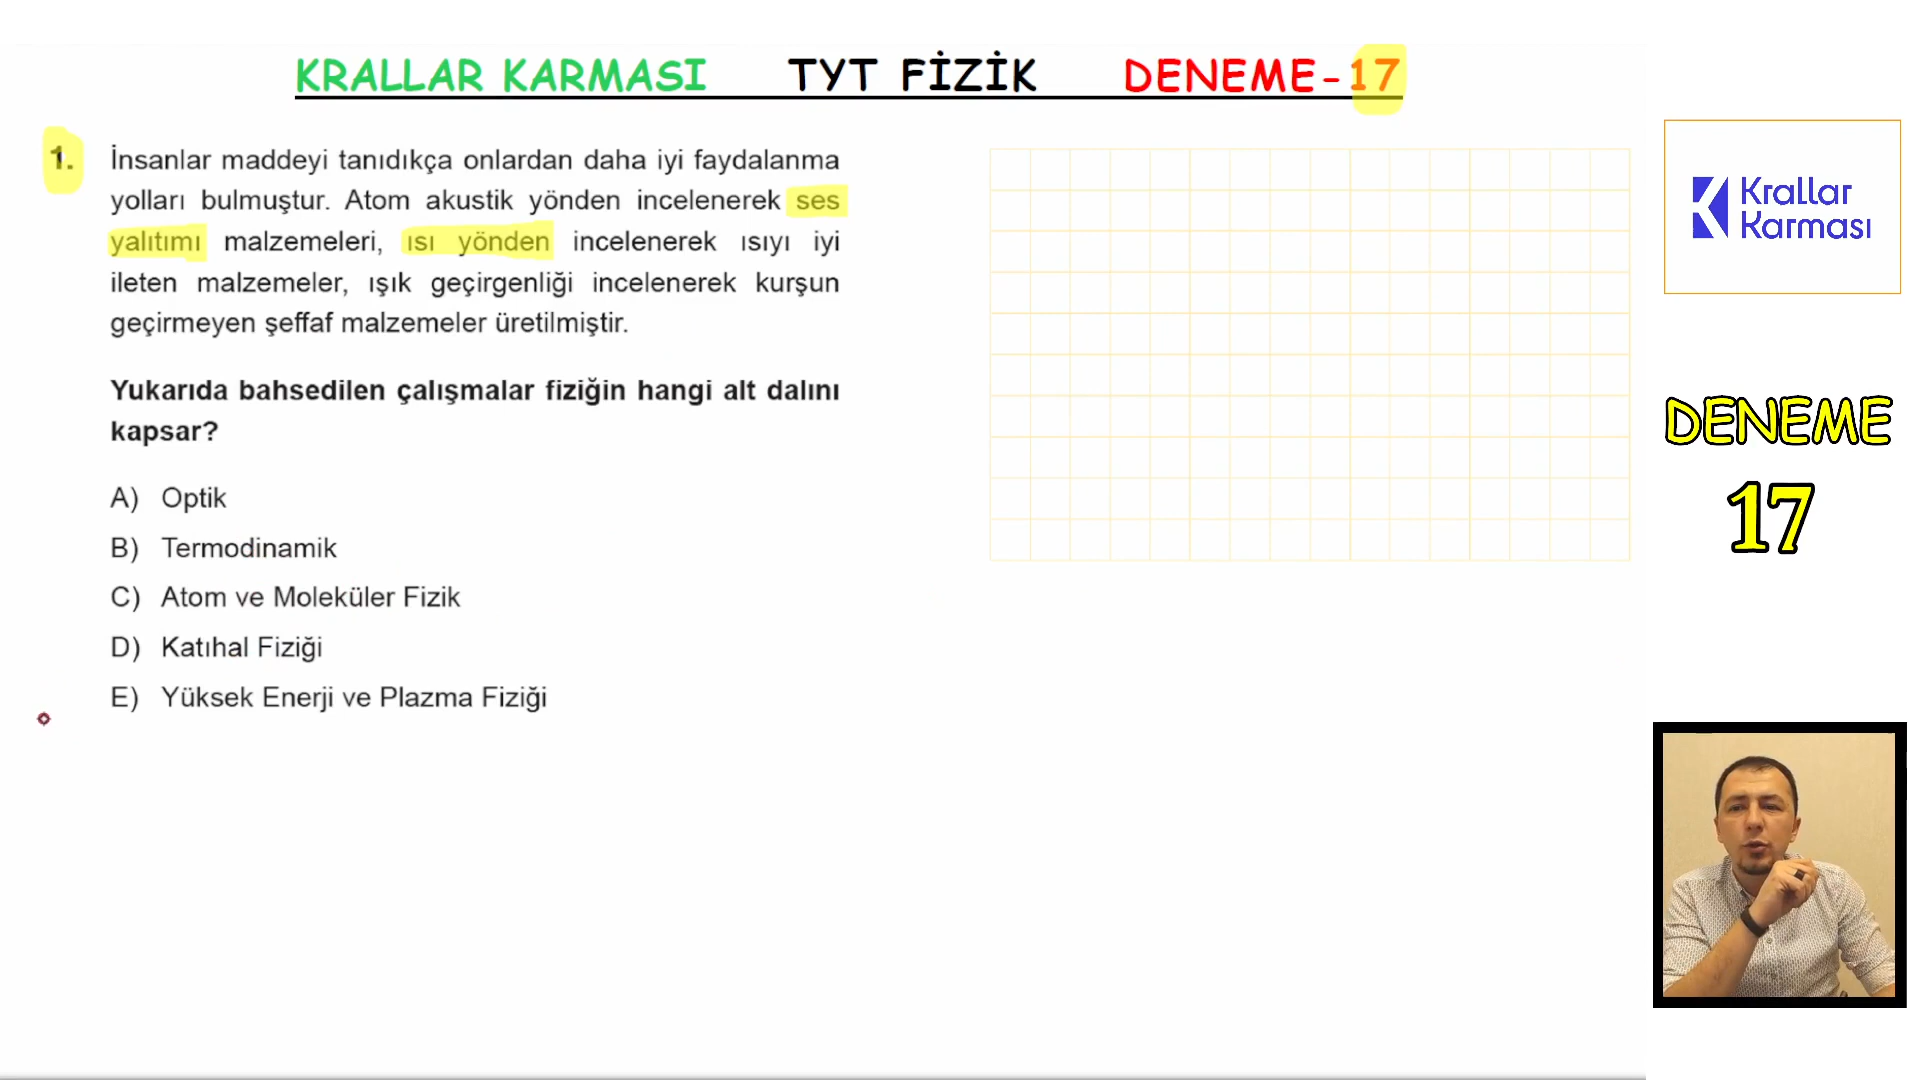 KRALLAR KARMASI TYT FİZİK DENEME-17
1. İnsanlar maddeyi tanıdıkça onlardan daha iyi faydalanma
yolları bulmuştur. Atom akustik yönden incelenerek ses
yalıtımı malzemeleri, ısı yönden incelenerek ısıyı iyi
ileten malzemeler, ışık geçirgenliği incelenerek kurşun
geçirmeyen şeffaf malzemeler üretilmiştir.
Yukarıda bahsedilen çalışmalar fiziğin hangi alt dalını
kapsar?
A) Optik
B) Termodinamik
C) Atom ve Moleküler Fizik
D) Katıhal Fiziği
E) Yüksek Enerji ve Plazma Fiziği
Krallar
Karması
DENEME
17